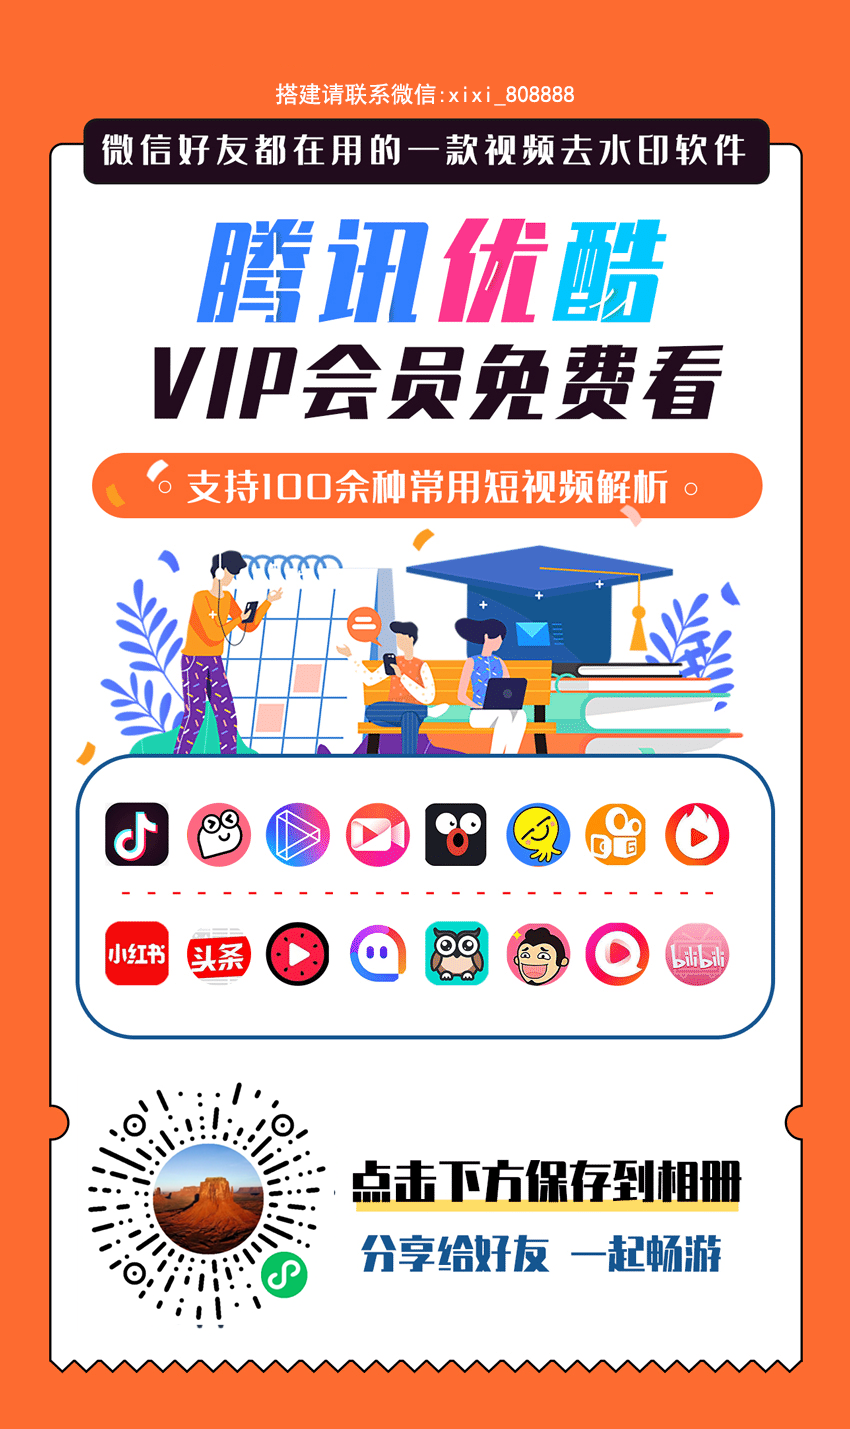 搭建请联系微信:xixi_808888
微信好友都在用的一款视频去水印软件
腾讯优酷
VIP会员免费看
支持100余种常用短视频解析
小红书
头条
bilibili
点击下方保存到相册
分享给好友 一起畅游